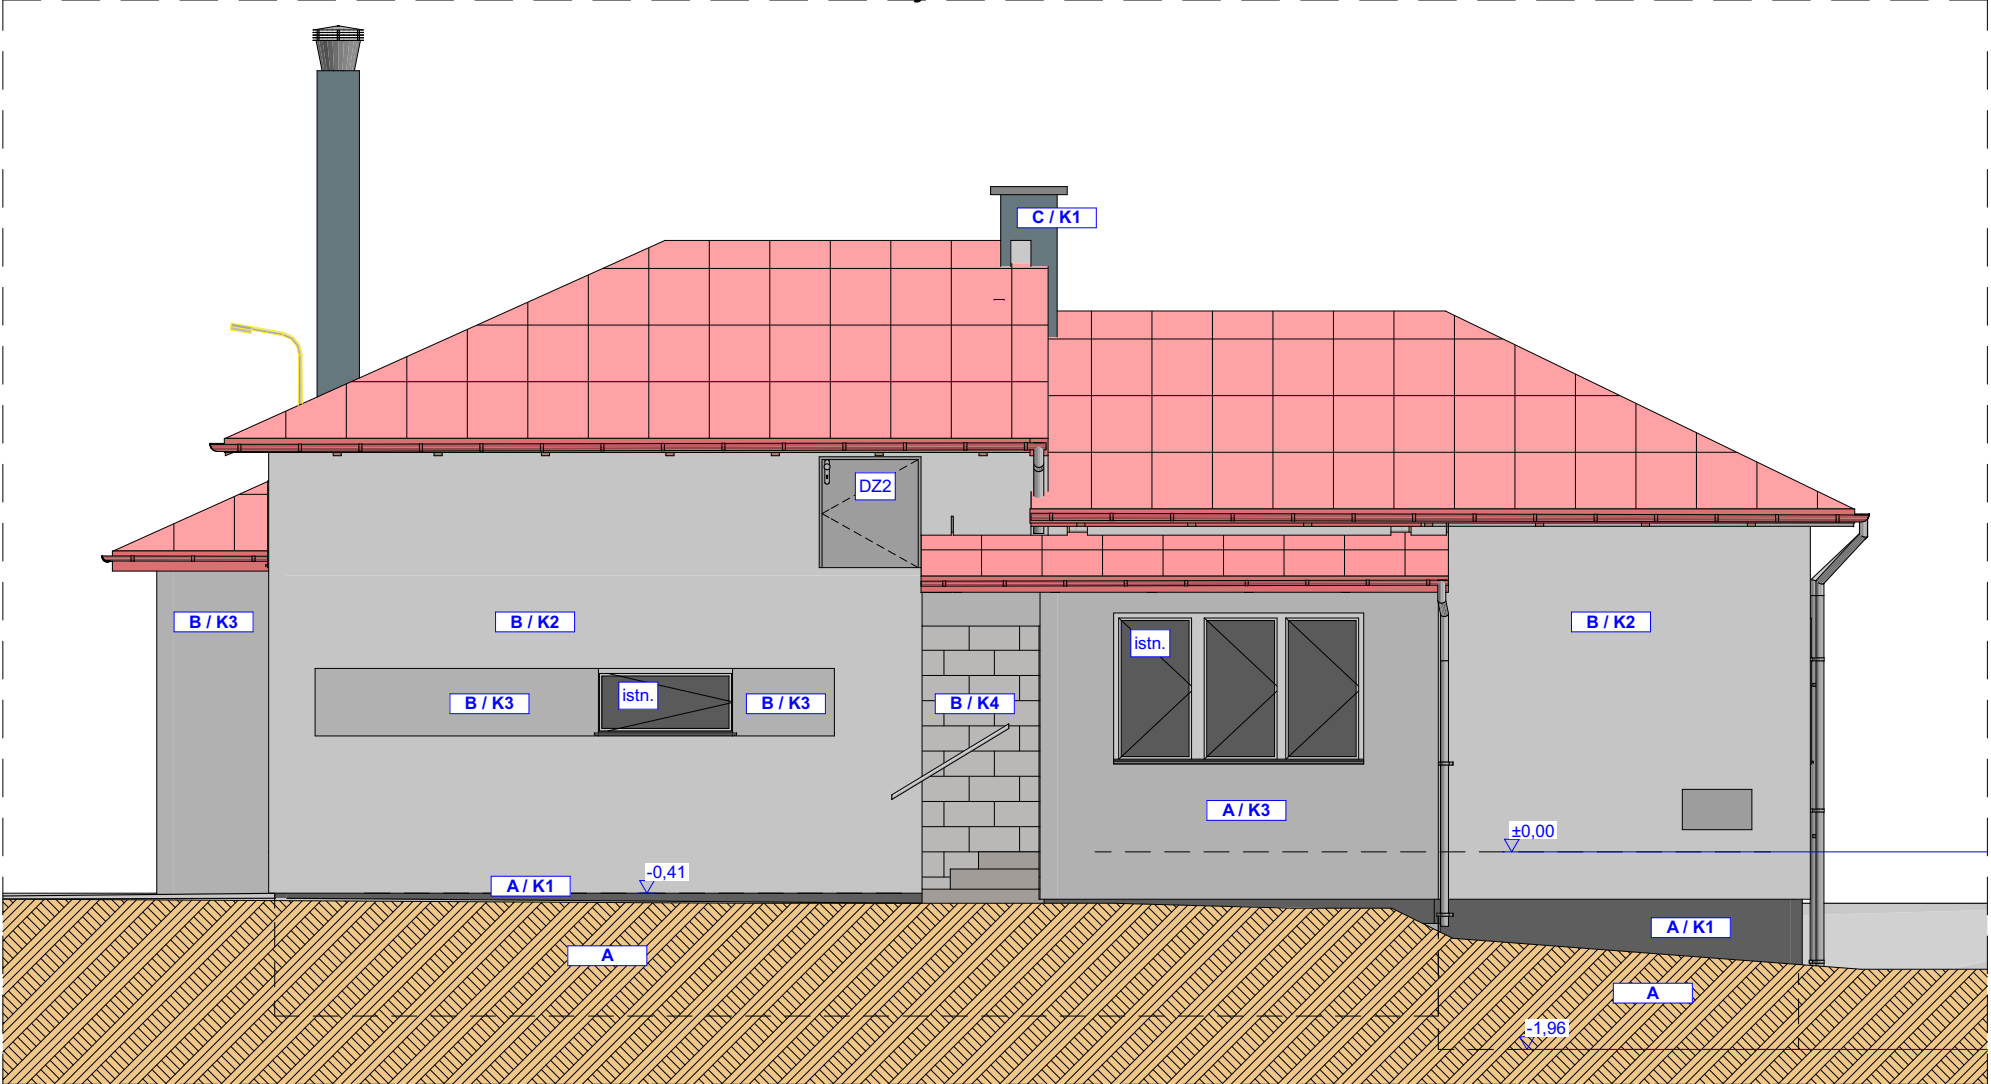 C / K1
DZ2
B / K3
B / K2
B / K2
istn.
istn.
B / K3
B / K3
B / K4
A / K3
±0,00
-0,41
A / K1
A / K1
A
A
-1,96